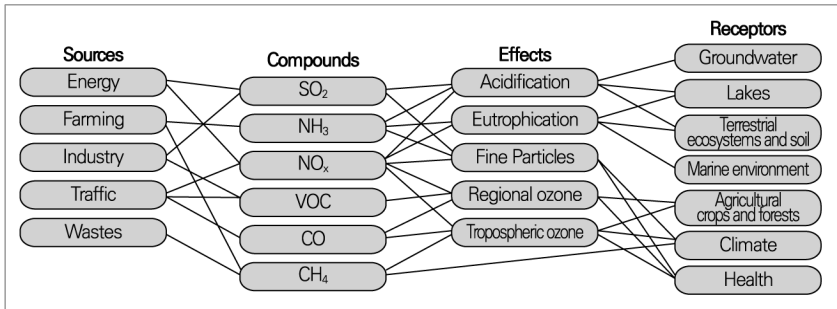 Sources
Energy
Farming
Industry
Traffic
Wastes
Compounds
SO₂
NH₃
NOₓ
VOC
CO
CH₄
Effects
Acidification
Eutrophication
Fine Particles
Regional ozone
Tropospheric ozone
Receptors
Groundwater
Lakes
Terrestrial
ecosystems and soil
Marine environment
Agricultural
crops and forests
Climate
Health